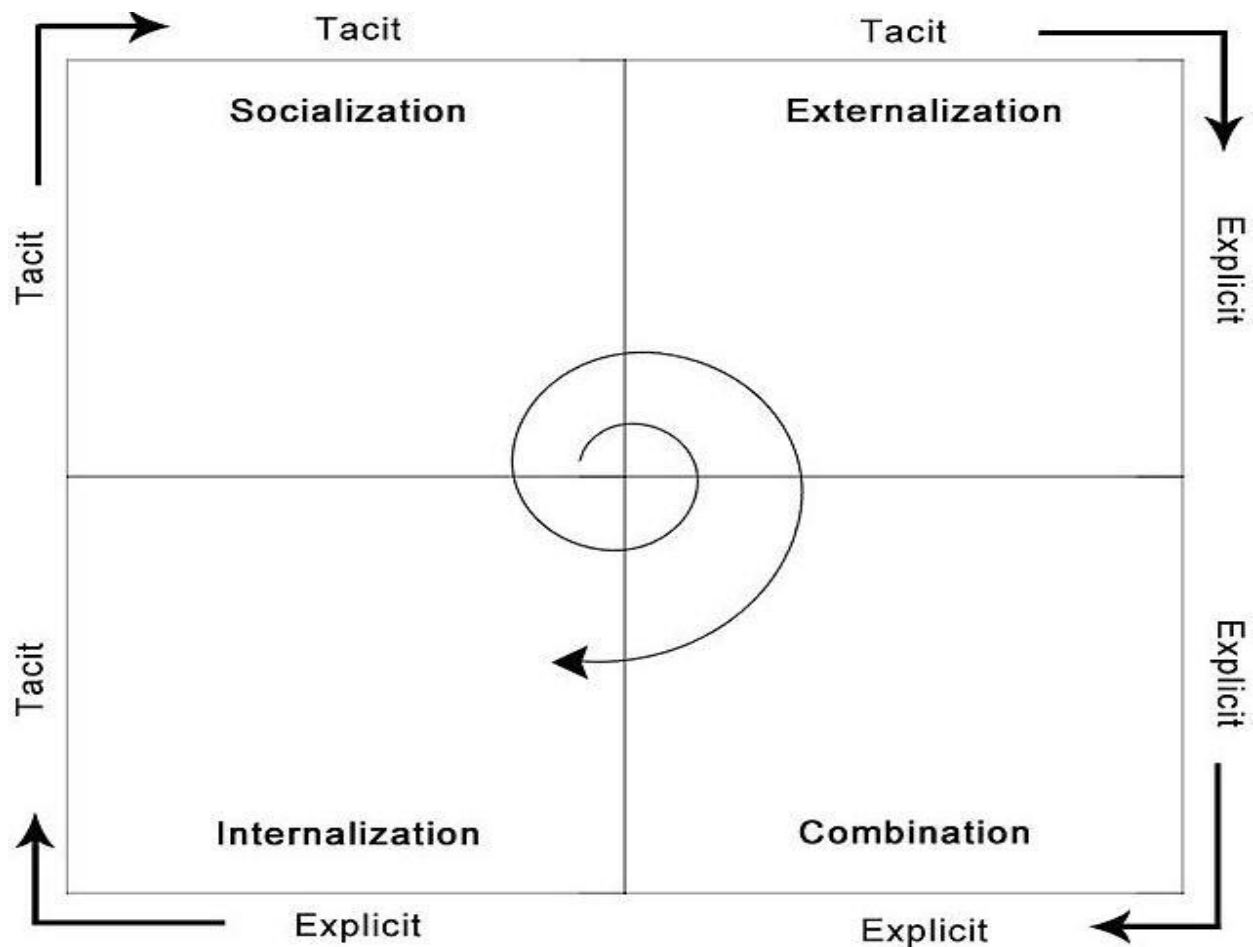 Tacit
Tacit
Socialization
Externalization
Tacit
Explicit
Tacit
Explicit
Internalization
Combination
Explicit
Explicit